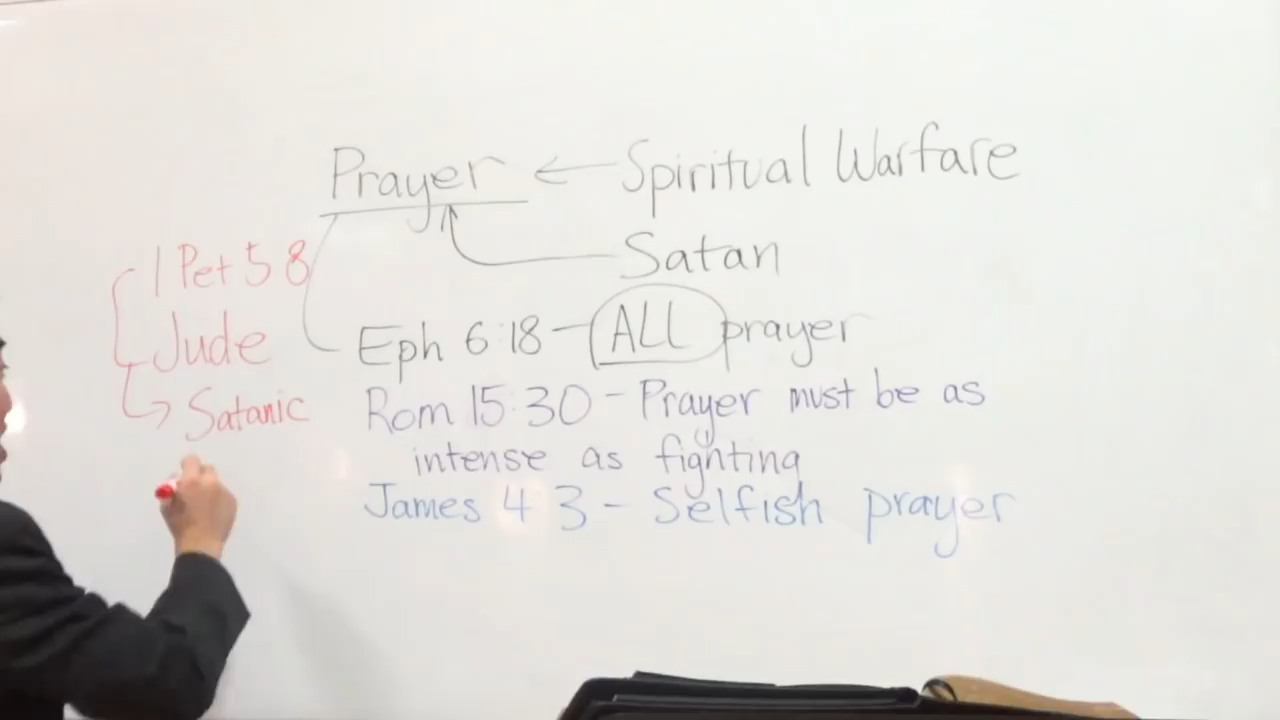 Prayer ← Spiritual Warfare
Satan
1 Pet 5 8
Jude
Satanic
Eph 6:18 - ALL prayer
Rom 15:30 - Prayer must be as
intense as fighting
James 4 3 - Selfish prayer